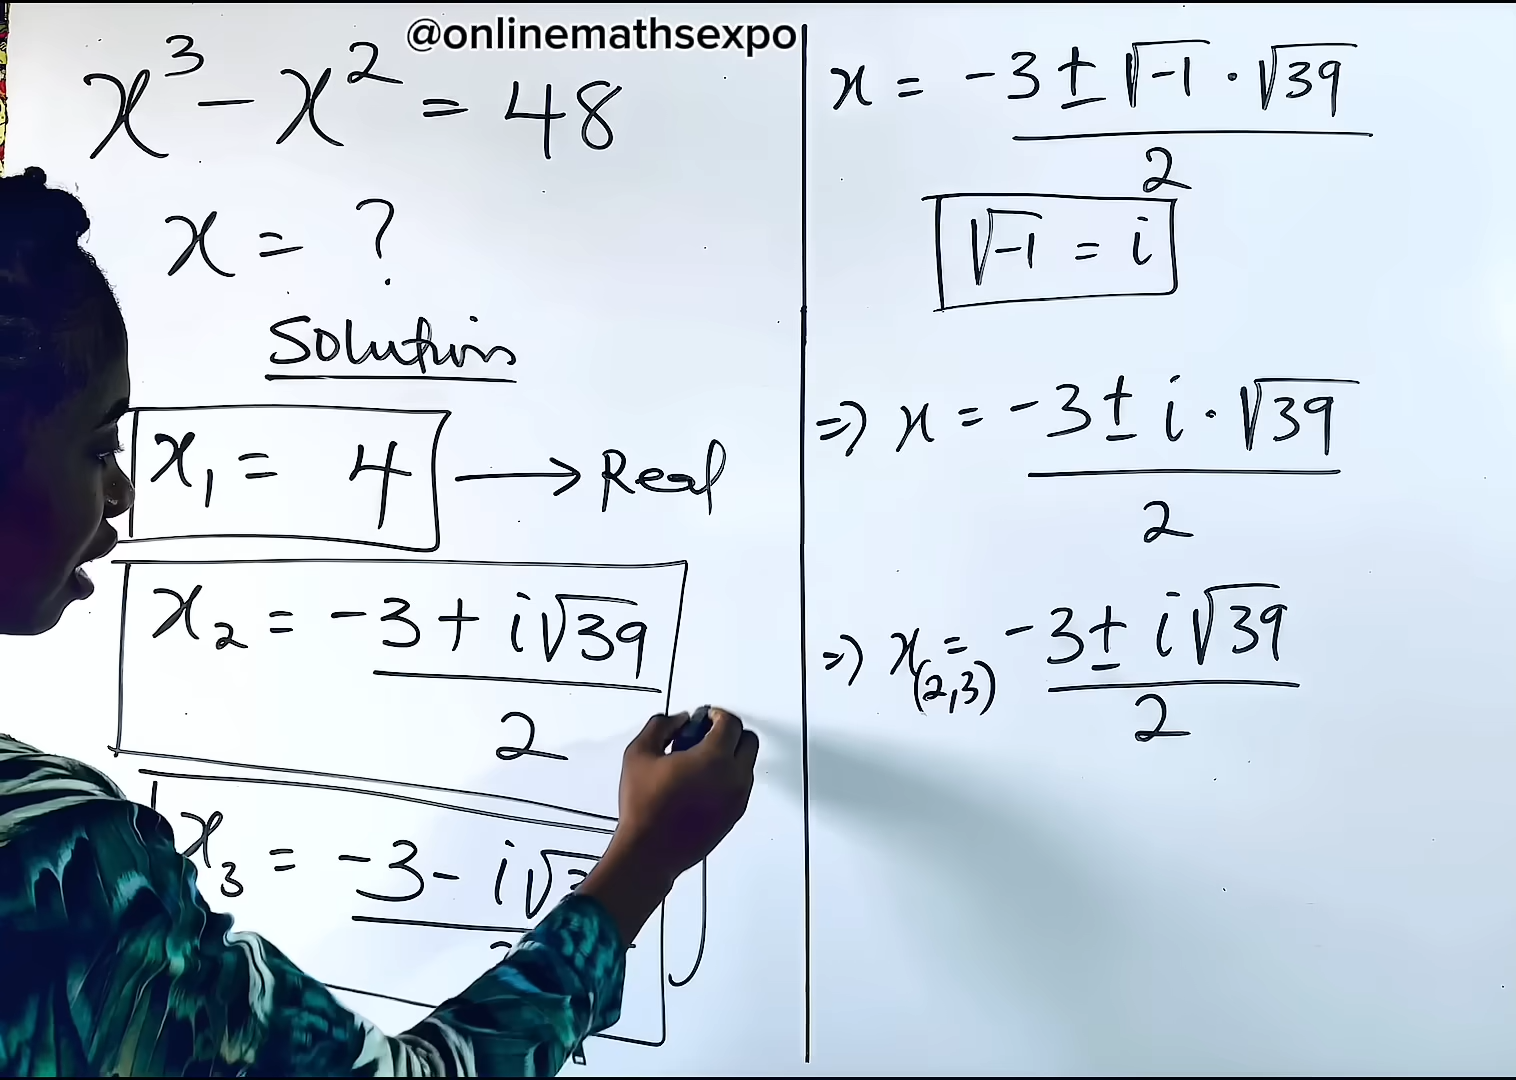 @onlinemathsexpo
x³ - x² = 48
x = ?
Solution
x₁ = 4 → Real
x₂ = -3 + i√39
2
x₃ = -3 - i√
x = -3 ± √-1 · √39
2
√-1 = i
⇒) x = -3 ± i · √39
2
⇒) x(2,3) = -3 ± i√39
2